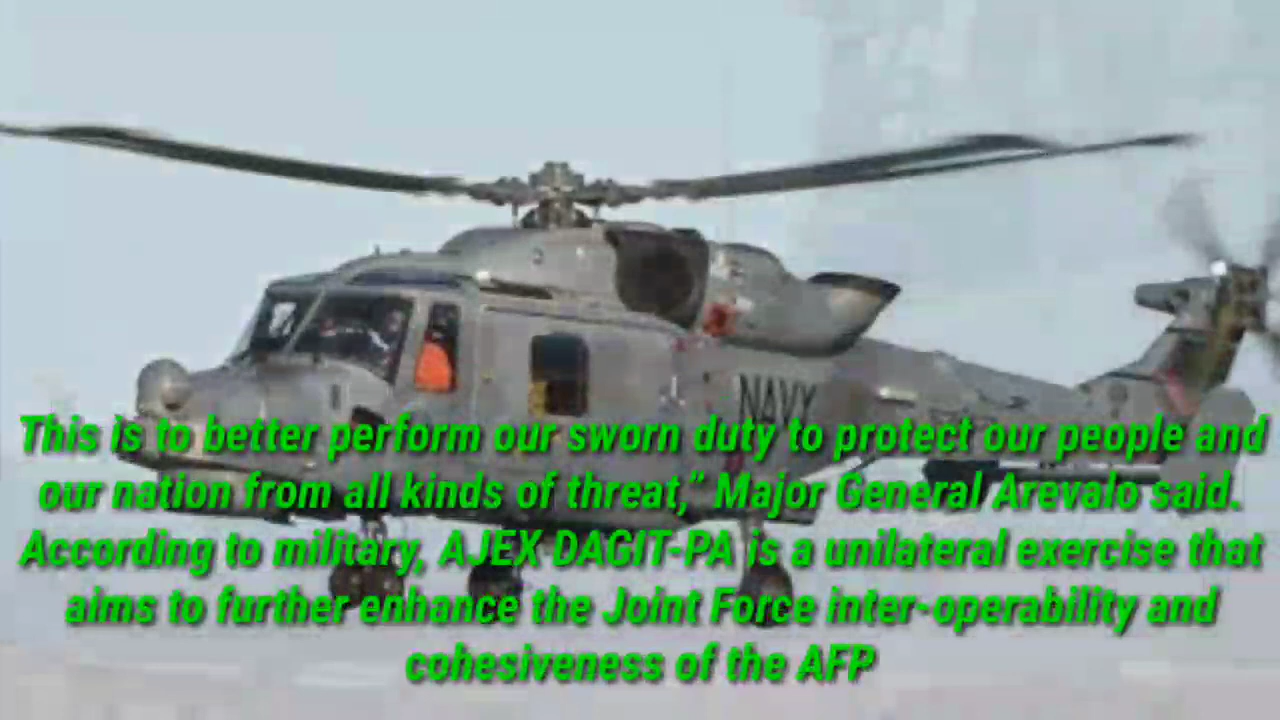 NAVY
This is to better perform our sworn duty to protect our people and
our nation from all kinds of threat,” Major General Arevalo said.
According to military, AJEX DAGIT-PA is a unilateral exercise that
aims to further enhance the Joint Force inter-operability and
cohesiveness of the AFP